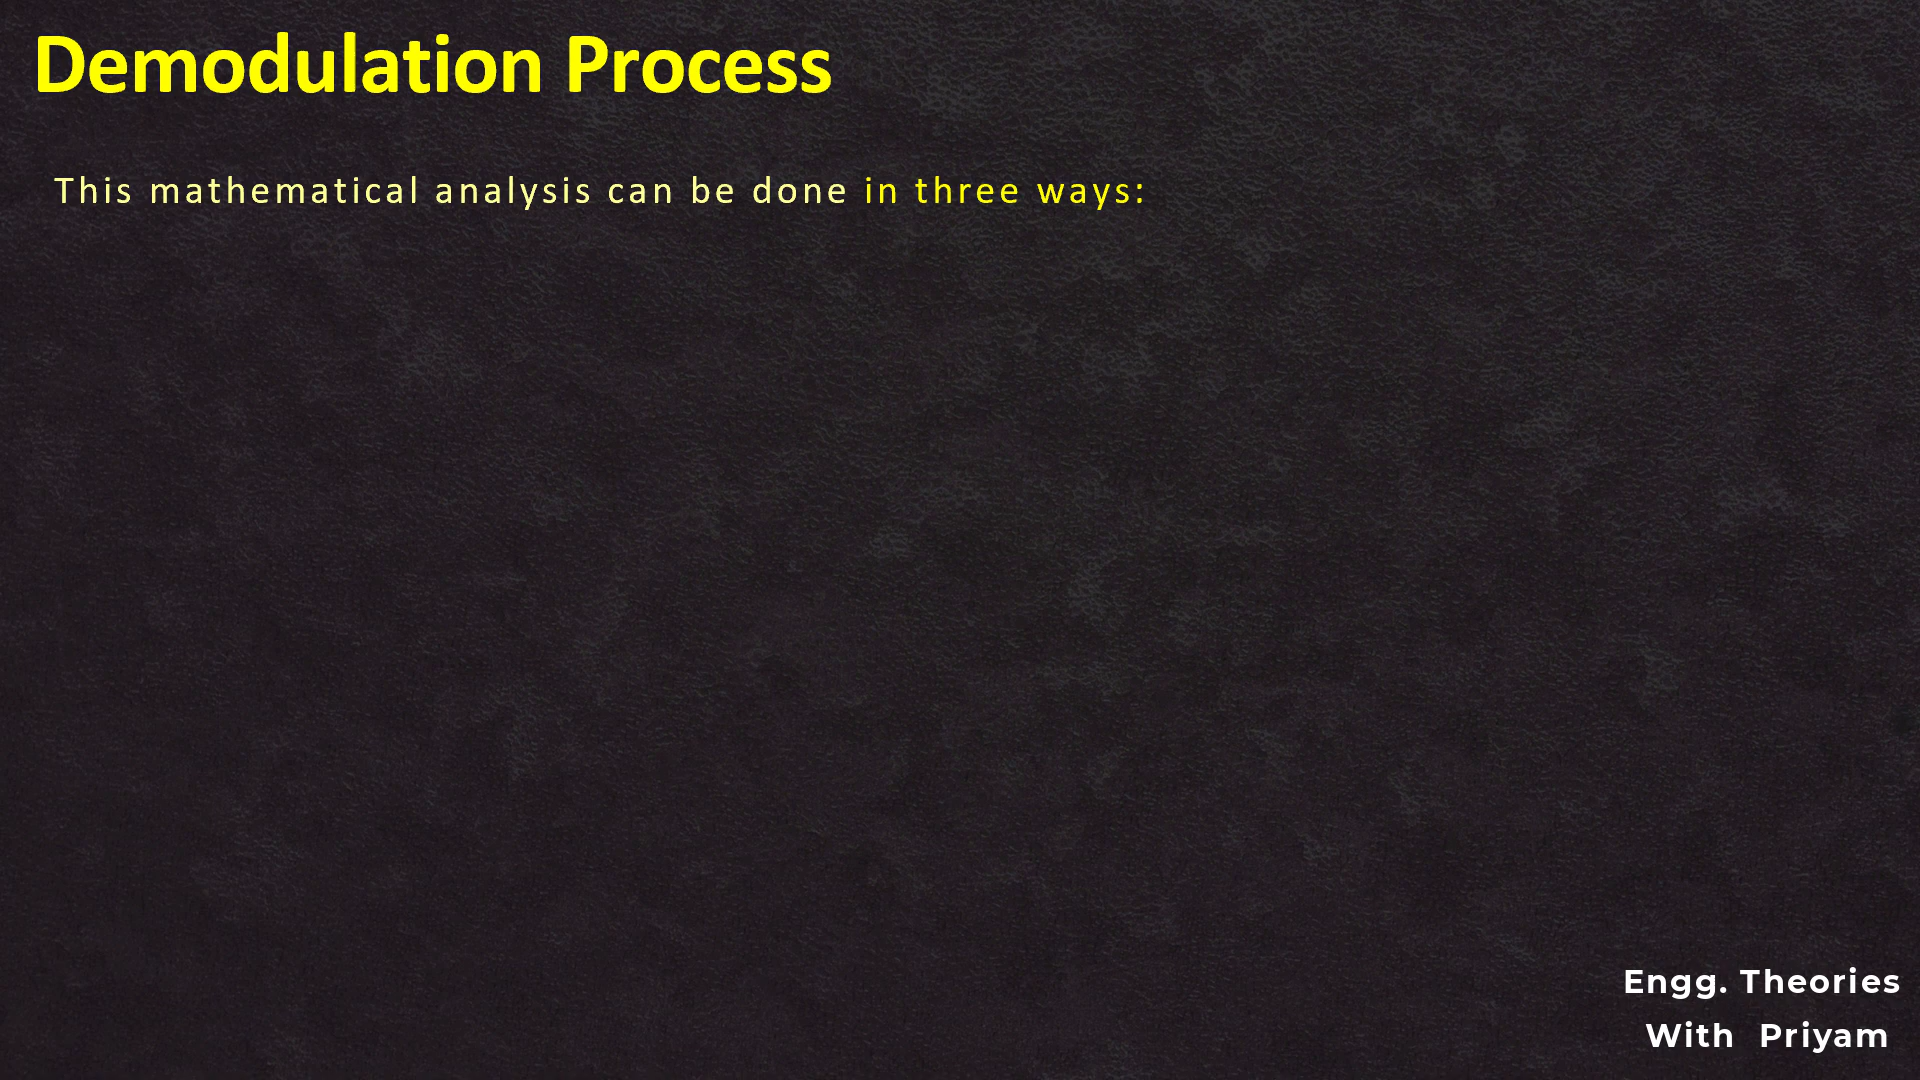 Demodulation Process
This mathematical analysis can be done in three ways:
Engg. Theories
With Priyam